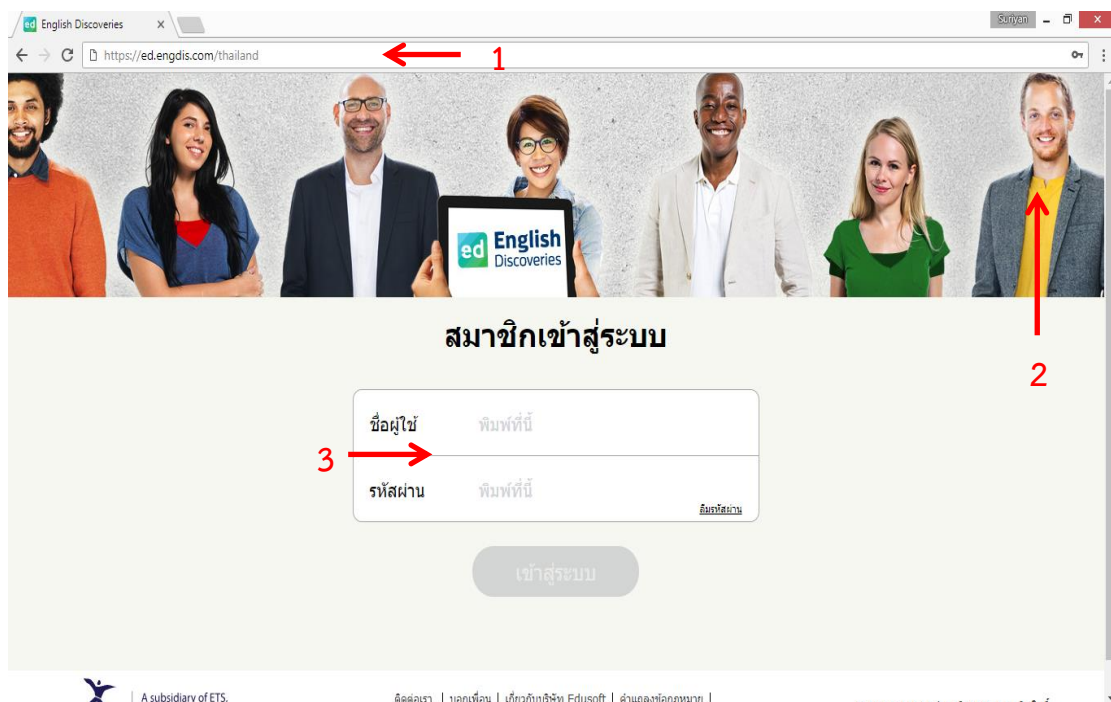 English Discoveries
Suriyan
https://ed.engdis.com/thailand
1
ed English
Discoveries
สมาชิกเข้าสู่ระบบ
2
ชื่อผู้ใช้ พิมพ์ที่นี่
3
รหัสผ่าน พิมพ์ที่นี่
ลืมรหัสผ่าน
เข้าสู่ระบบ
A subsidiary of ETS.
ติดต่อเรา | บอกเพื่อน | เกี่ยวกับบริษัท Edusoft | คำแถลงข้อกฎหมาย |